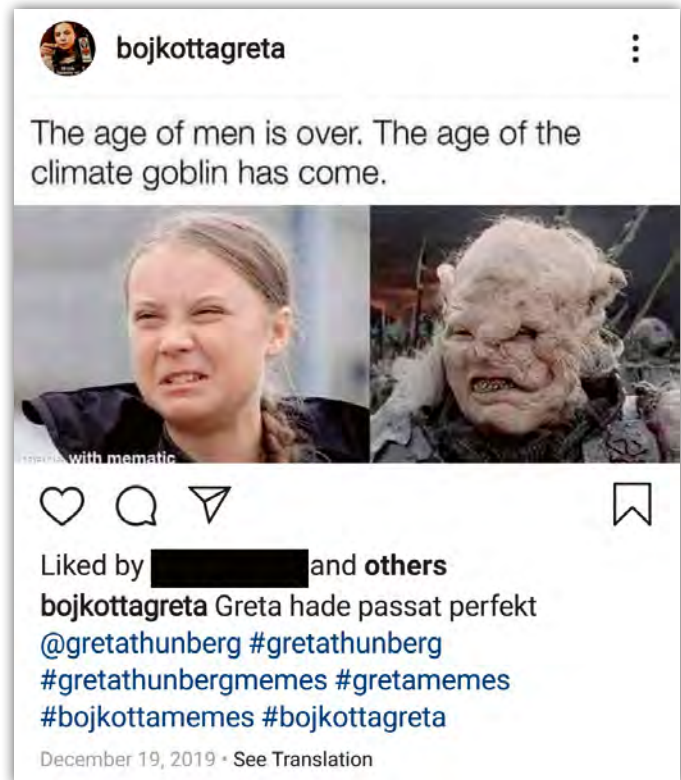 bojkottagreta
The age of men is over. The age of the
climate goblin has come.
made with mematic
Liked by and others
bojkottagreta Greta hade passat perfekt
@gretathunberg #gretathunberg
#gretathunbergmemes #gretamemes
#bojkottamemes #bojkottagreta
December 19, 2019 • See Translation